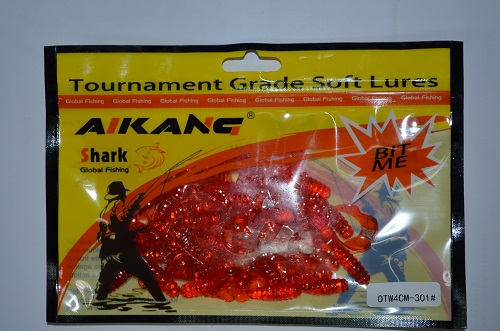 Tournament Grade Soft Lures
Global Fishing Global Fishing Global Fishing Global Fishing Global Fishing Global Fishing Global Fishing Global Fishing
AIKANG®
Shark
Global Fishing
BiT
ME
OTW4CM-301#